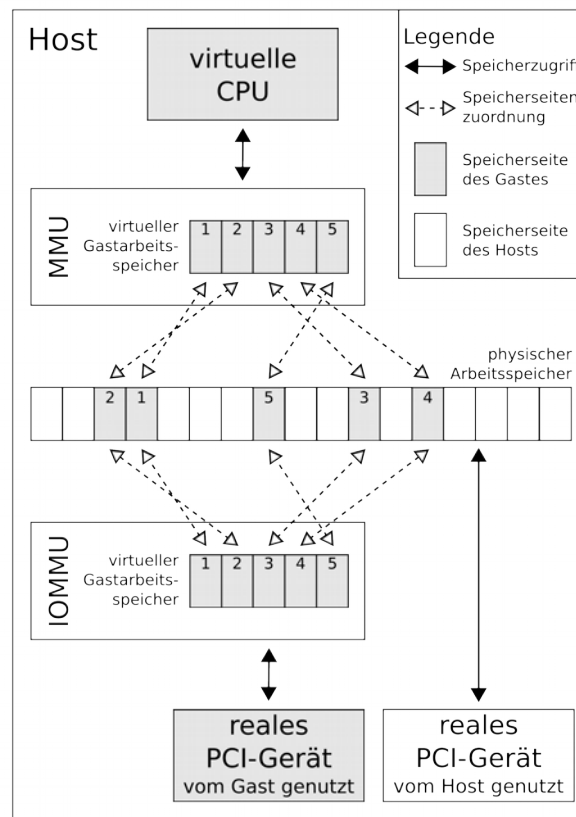 Host
virtuelle
CPU
Legende
Speicherzugriff
Speicherseiten
zuordnung
Speicherseite
des Gastes
Speicherseite
des Hosts
MMU
virtueller
Gastarbeits-
speicher
1 2 3 4 5
physischer
Arbeitsspeicher
2 1 5 3 4
IOMMU
virtueller
Gastarbeits-
speicher
1 2 3 4 5
reales
PCI-Gerät
vom Gast genutzt
reales
PCI-Gerät
vom Host genutzt